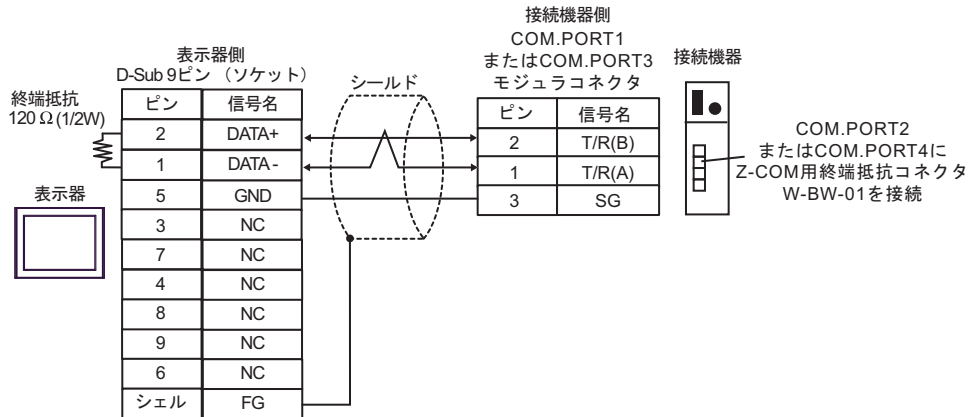 表示器側
D-Sub 9ピン (ソケット)
終端抵抗
120Ω(1/2W)
表示器
ピン 信号名
2 DATA+
1 DATA-
5 GND
3 NC
7 NC
4 NC
8 NC
9 NC
6 NC
シェル FG
シールド
接続機器側
COM.PORT1
またはCOM.PORT3
モジュラコネクタ
ピン 信号名
2 T/R(B)
1 T/R(A)
3 SG
接続機器
COM.PORT2
またはCOM.PORT4に
Z-COM用終端抵抗コネクタ
W-BW-01を接続